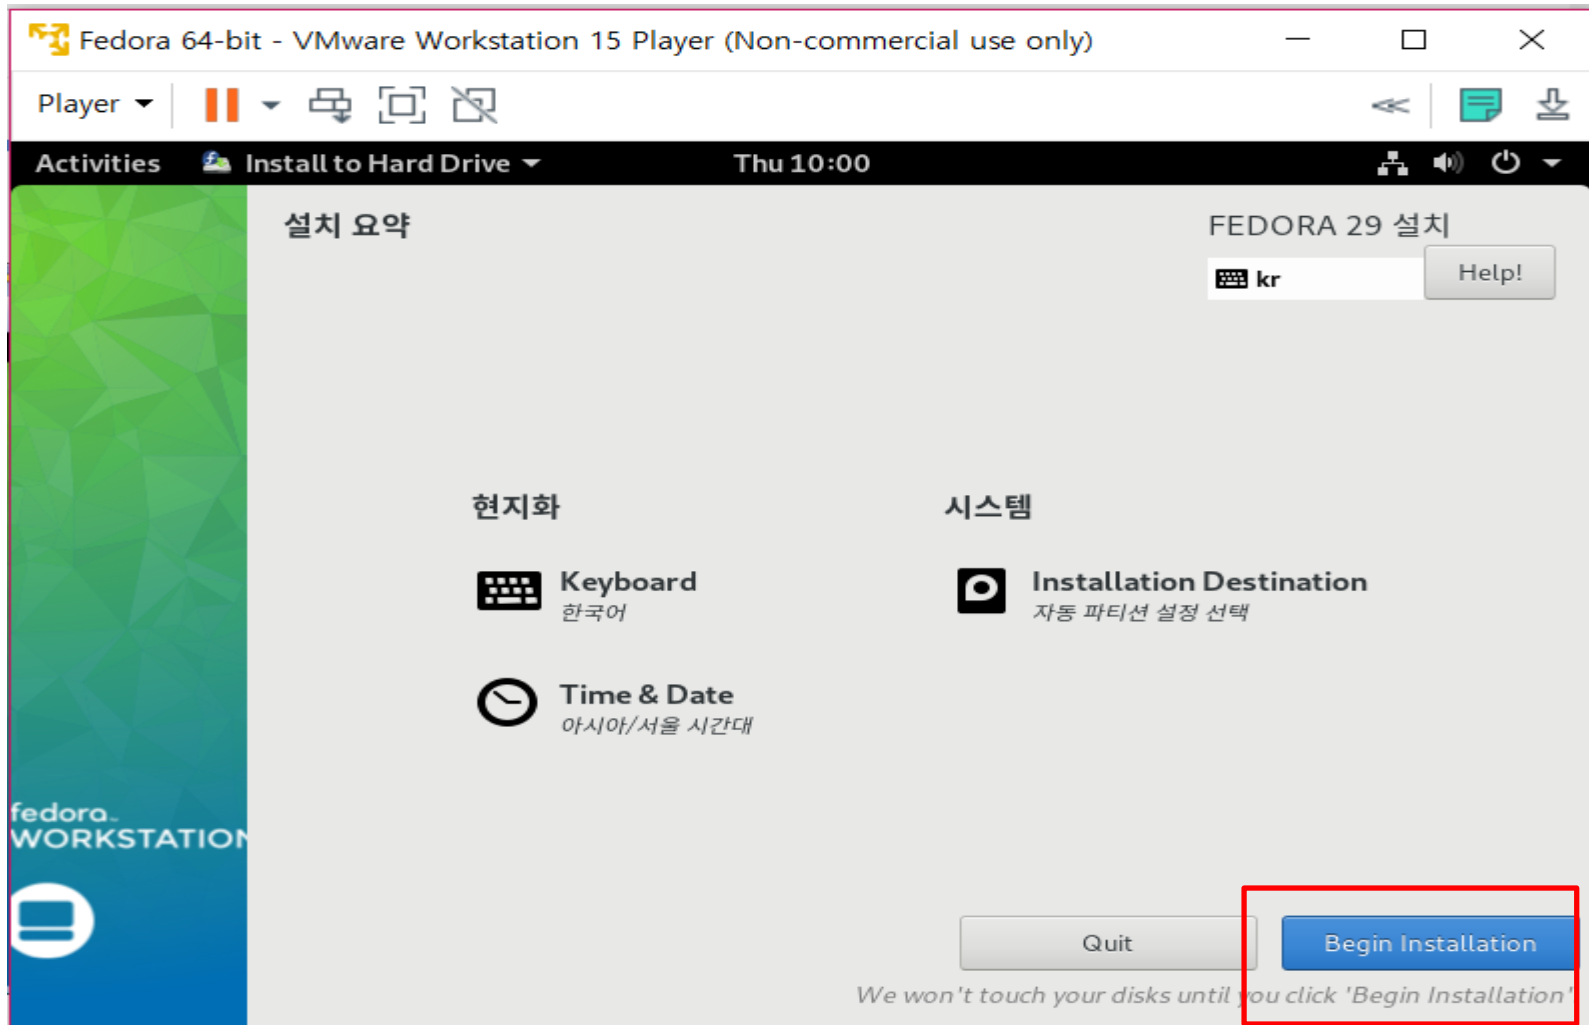 Fedora 64-bit - VMware Workstation 15 Player (Non-commercial use only)
Player
Activities Install to Hard Drive Thu 10:00
설치 요약
FEDORA 29 설치
kr
Help!
현지화
시스템
Keyboard
한국어
Installation Destination
자동 파티션 설정 선택
Time & Date
아시아/서울 시간대
fedora
WORKSTATION
Quit
Begin Installation
We won't touch your disks until you click 'Begin Installation'